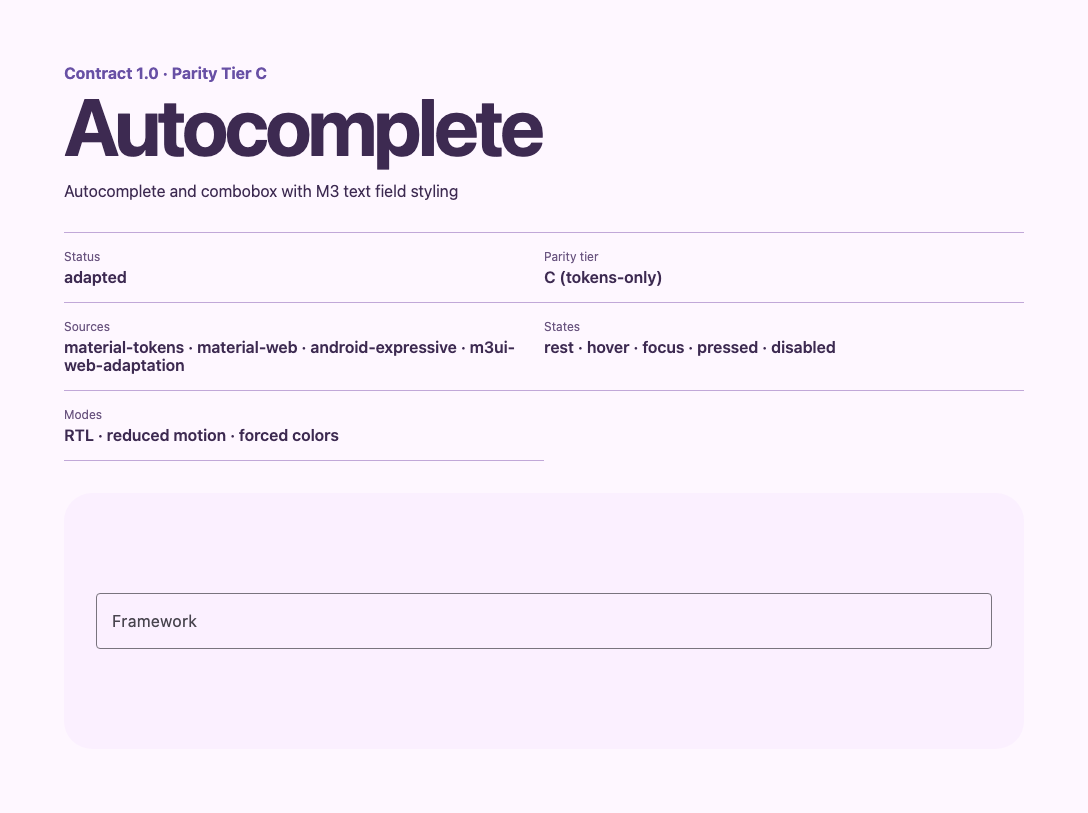 Contract 1.0 · Parity Tier C
Autocomplete
Autocomplete and combobox with M3 text field styling
Status
adapted
Parity tier
C (tokens-only)
Sources
material-tokens · material-web · android-expressive · m3ui-
web-adaptation
States
rest · hover · focus · pressed · disabled
Modes
RTL · reduced motion · forced colors
Framework